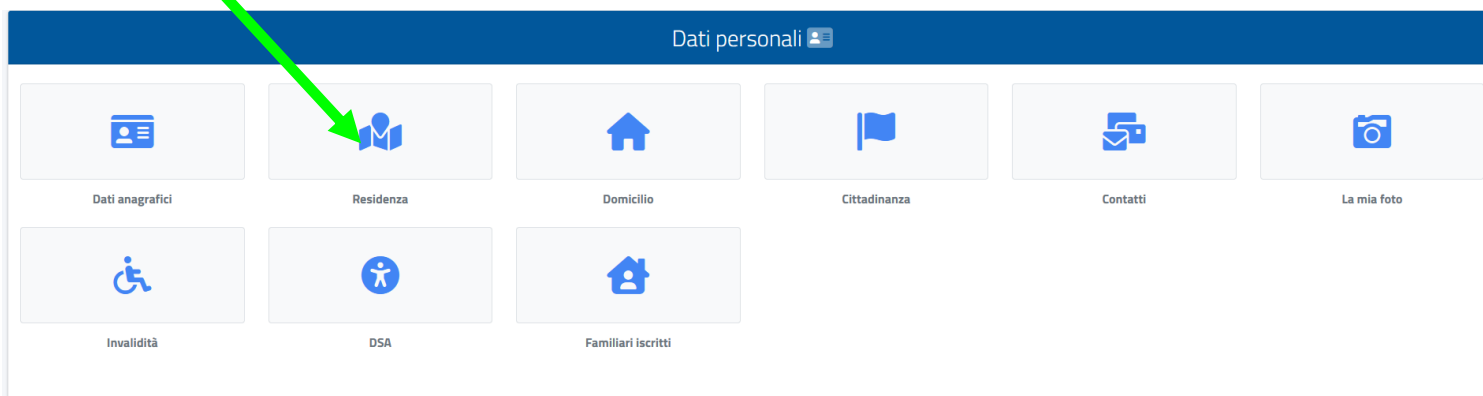 Dati personali
Dati anagrafici
Residenza
Domicilio
Cittadinanza
Contatti
La mia foto
Invalidità
DSA
Familiari iscritti